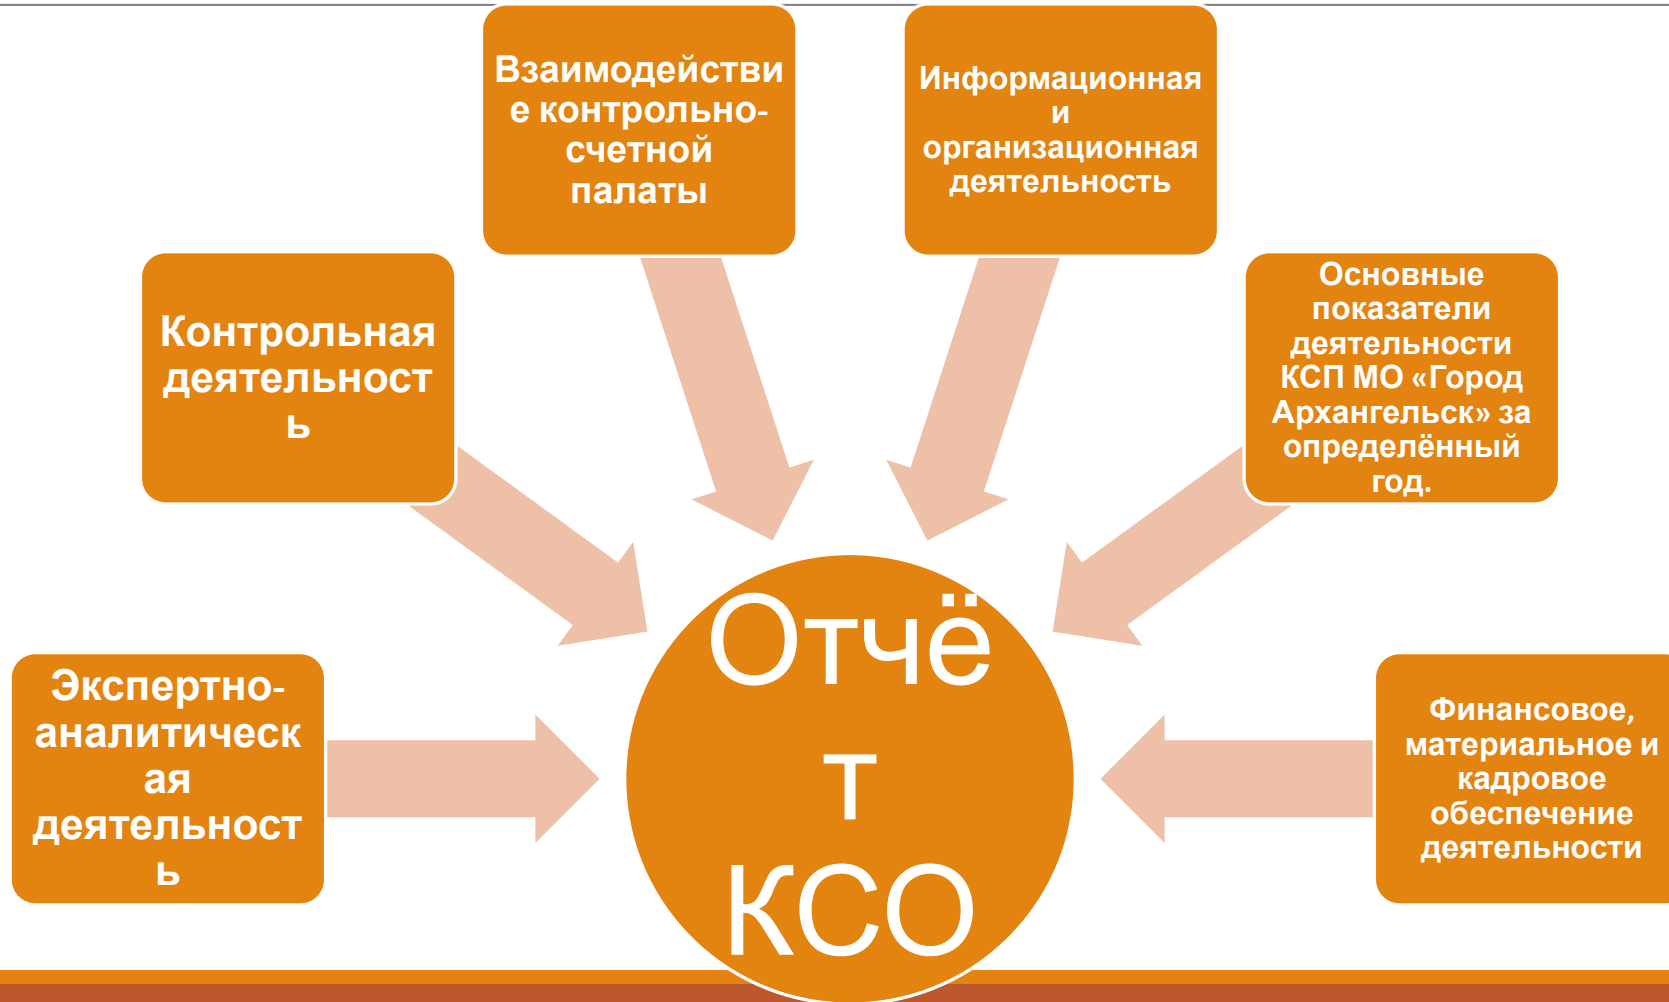 Взаимодействи
е контрольно-
счетной
палаты
Информационная
и
организационная
деятельность
Контрольная
деятельност
ь
Основные
показатели
деятельности
КСП МО «Город
Архангельск» за
определённый
год.
Экспертно-
аналитическ
ая
деятельност
ь
Отчё
т
КСО
Финансовое,
материальное и
кадровое
обеспечение
деятельности